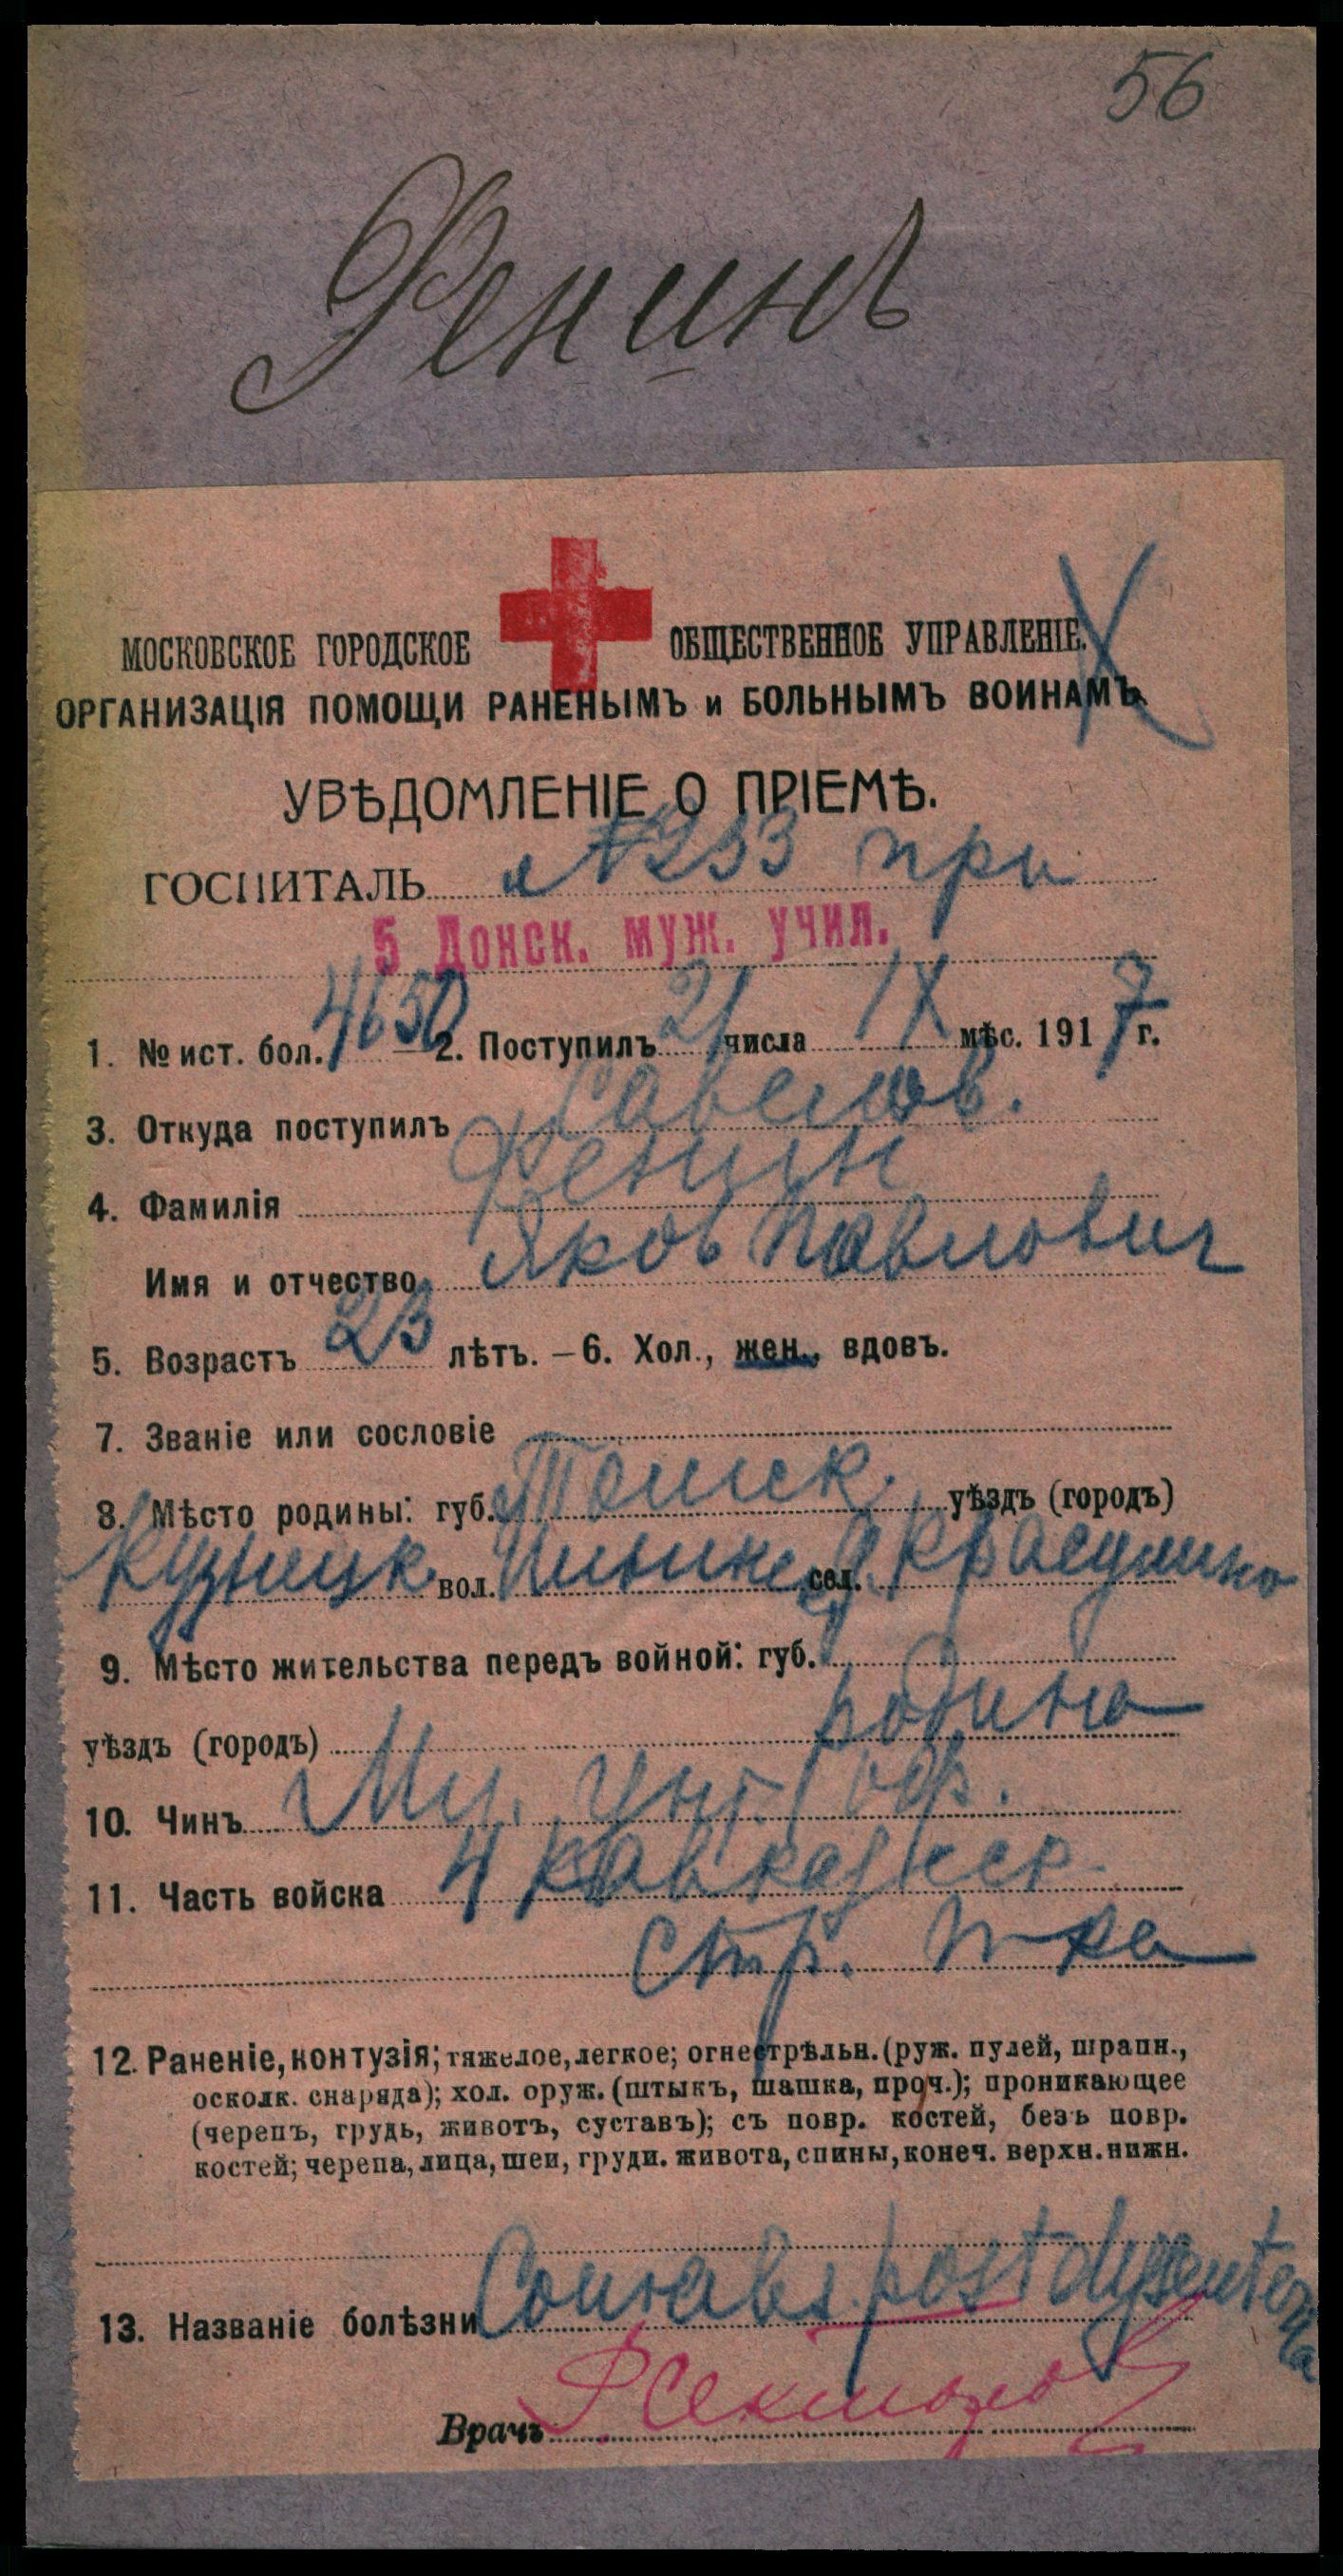 56
Фенинъ
МОСКОВСКОЕ ГОРОДСКОЕ ОБЩЕСТВЕННОЕ УПРАВЛЕНІЕ.
ОРГАНИЗАЦІЯ ПОМОЩИ РАНЕНЫМЪ и БОЛЬНЫМЪ ВОИНАМЪ
УВѢДОМЛЕНІЕ О ПРІЕМѢ.
ГОСПИТАЛЬ № 253 при
5 Донск. муж. учил.
1. № ист. бол. 4650 2. Поступилъ 21 числа IX мѣс. 1917 г.
3. Откуда поступилъ
4. Фамилія Фенин
Имя и отчество Яков Павлович
5. Возрастъ 23 лѣтъ. – 6. Хол., жен., вдовъ.
7. Званіе или сословіе
8. Мѣсто родины: губ. Томск. уѣздъ (городъ)
Кузнецк. вол. сел. Красулино
9. Мѣсто жительства передъ войной: губ.
уѣздъ (городъ) родина
10. Чинъ Мл. унт. оф.
11. Часть войска 4 Кавказск.
Стр. п-ка
12. Раненіе, контузія; тяжелое, легкое; огнестрѣльн. (руж. пулей, шрапн.,
осколк. снаряда); хол. оруж. (штыкъ, шашка, проч.); проникающее
(черепъ, грудь, животъ, суставъ); съ повр. костей, безъ повр.
костей; черепа, лица, шеи, груди. живота, спины, конеч. верхн. нижн.
13. Названіе болѣзни post dysenteria
Врачъ